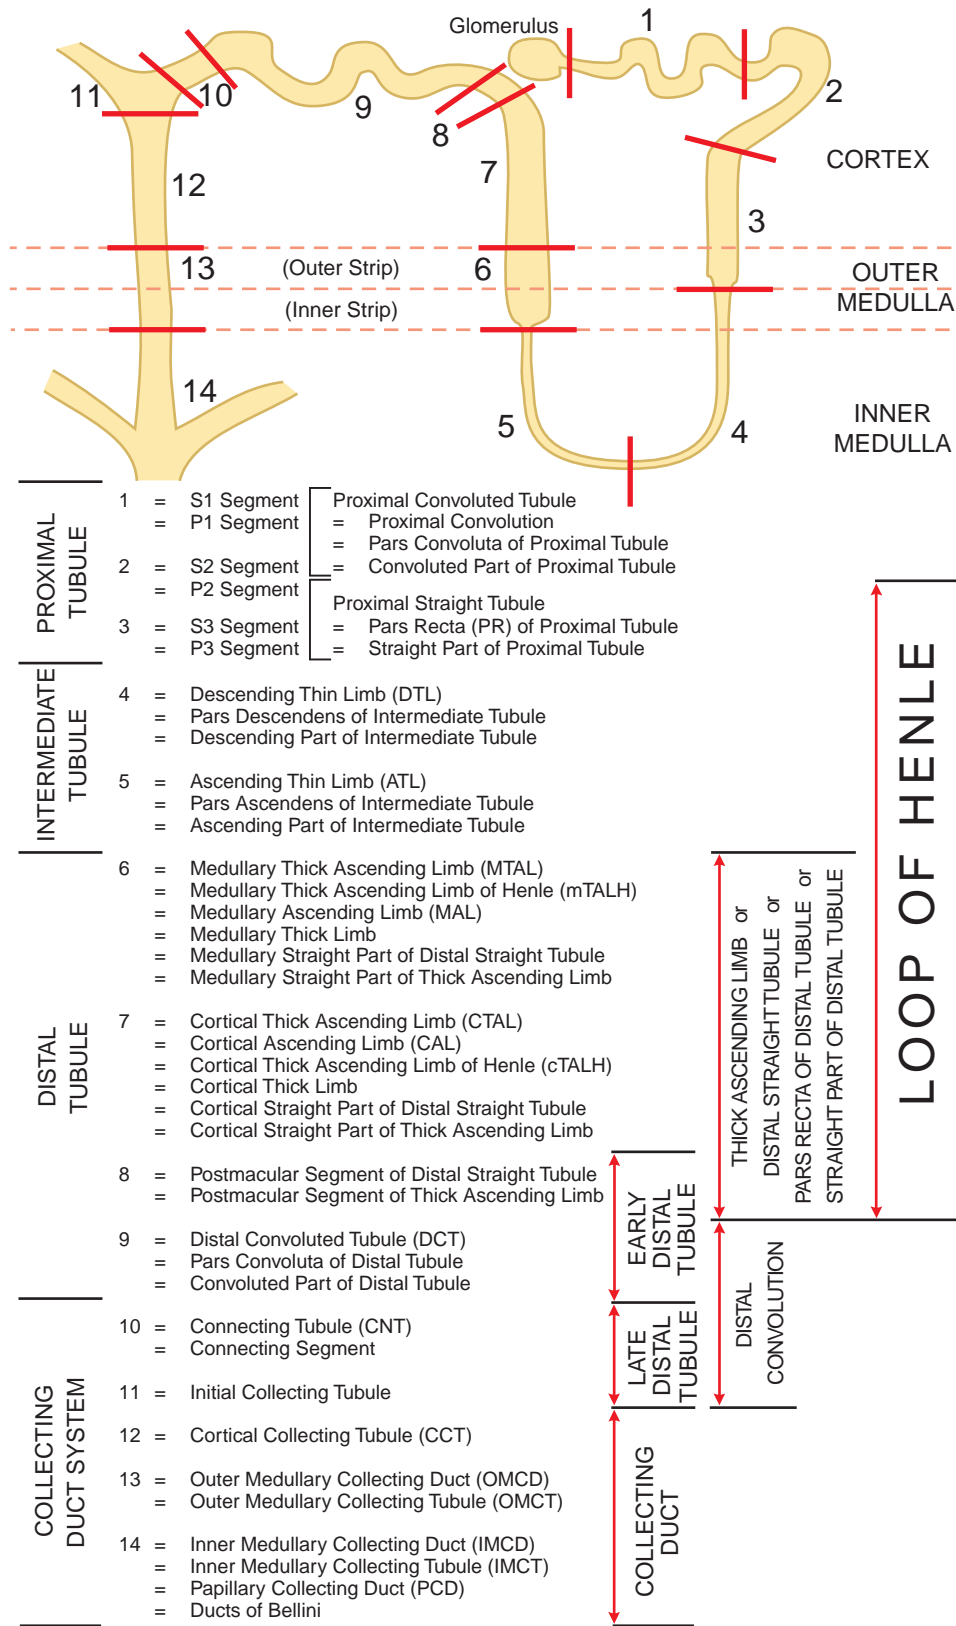 Glomerulus
1
2
11
10
9
8
7
CORTEX
12
3
13
(Outer Strip)
6
OUTER
MEDULLA
(Inner Strip)
14
5
4
INNER
MEDULLA
PROXIMAL
TUBULE
1 = S1 Segment Proximal Convoluted Tubule
= P1 Segment = Proximal Convolution
= Pars Convoluta of Proximal Tubule
2 = S2 Segment = Convoluted Part of Proximal Tubule
= P2 Segment
Proximal Straight Tubule
3 = S3 Segment = Pars Recta (PR) of Proximal Tubule
= P3 Segment = Straight Part of Proximal Tubule
INTERMEDIATE
TUBULE
4 = Descending Thin Limb (DTL)
= Pars Descendens of Intermediate Tubule
= Descending Part of Intermediate Tubule
5 = Ascending Thin Limb (ATL)
= Pars Ascendens of Intermediate Tubule
= Ascending Part of Intermediate Tubule
DISTAL
TUBULE
6 = Medullary Thick Ascending Limb (MTAL)
= Medullary Thick Ascending Limb of Henle (mTALH)
= Medullary Ascending Limb (MAL)
= Medullary Thick Limb
= Medullary Straight Part of Distal Straight Tubule
= Medullary Straight Part of Thick Ascending Limb
7 = Cortical Thick Ascending Limb (CTAL)
= Cortical Ascending Limb (CAL)
= Cortical Thick Ascending Limb of Henle (cTALH)
= Cortical Thick Limb
= Cortical Straight Part of Distal Straight Tubule
= Cortical Straight Part of Thick Ascending Limb
8 = Postmacular Segment of Distal Straight Tubule
= Postmacular Segment of Thick Ascending Limb
9 = Distal Convoluted Tubule (DCT)
= Pars Convoluta of Distal Tubule
= Convoluted Part of Distal Tubule
COLLECTING
DUCT SYSTEM
10 = Connecting Tubule (CNT)
= Connecting Segment
11 = Initial Collecting Tubule
12 = Cortical Collecting Tubule (CCT)
13 = Outer Medullary Collecting Duct (OMCD)
= Outer Medullary Collecting Tubule (OMCT)
14 = Inner Medullary Collecting Duct (IMCD)
= Inner Medullary Collecting Tubule (IMCT)
= Papillary Collecting Duct (PCD)
= Ducts of Bellini
EARLY
DISTAL
TUBULE
LATE
DISTAL
TUBULE
COLLECTING
DUCT
THICK ASCENDING LIMB or
DISTAL STRAIGHT TUBULE or
PARS RECTA OF DISTAL TUBULE or
STRAIGHT PART OF DISTAL TUBULE
DISTAL
CONVOLUTION
LOOP OF HENLE